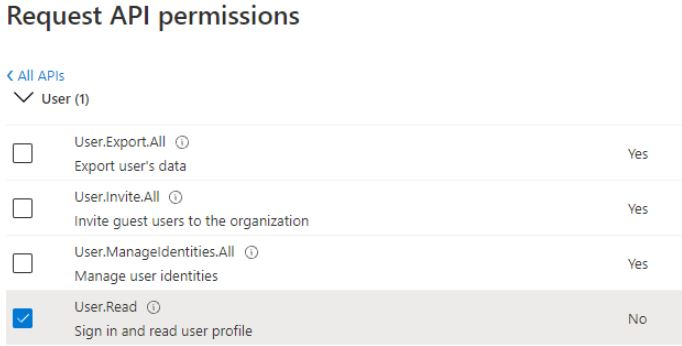 Request API permissions
All APIs
User (1)
User.Export.All
Export user's data
Yes
User.Invite.All
Invite guest users to the organization
Yes
User.ManageIdentities.All
Manage user identities
Yes
User.Read
Sign in and read user profile
No